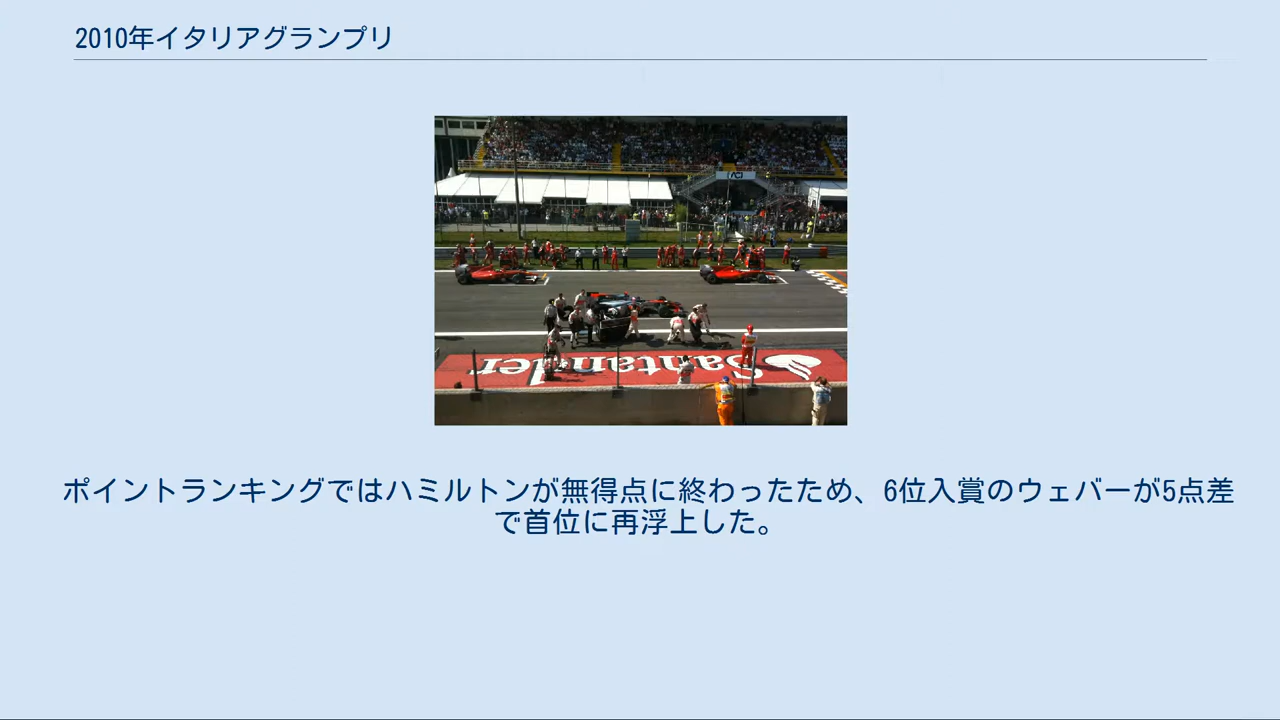 2010年イタリアグランプリ
ACI
Santander
ポイントランキングではハミルトンが無得点に終わったため、6位入賞のウェバーが5点差
で首位に再浮上した。